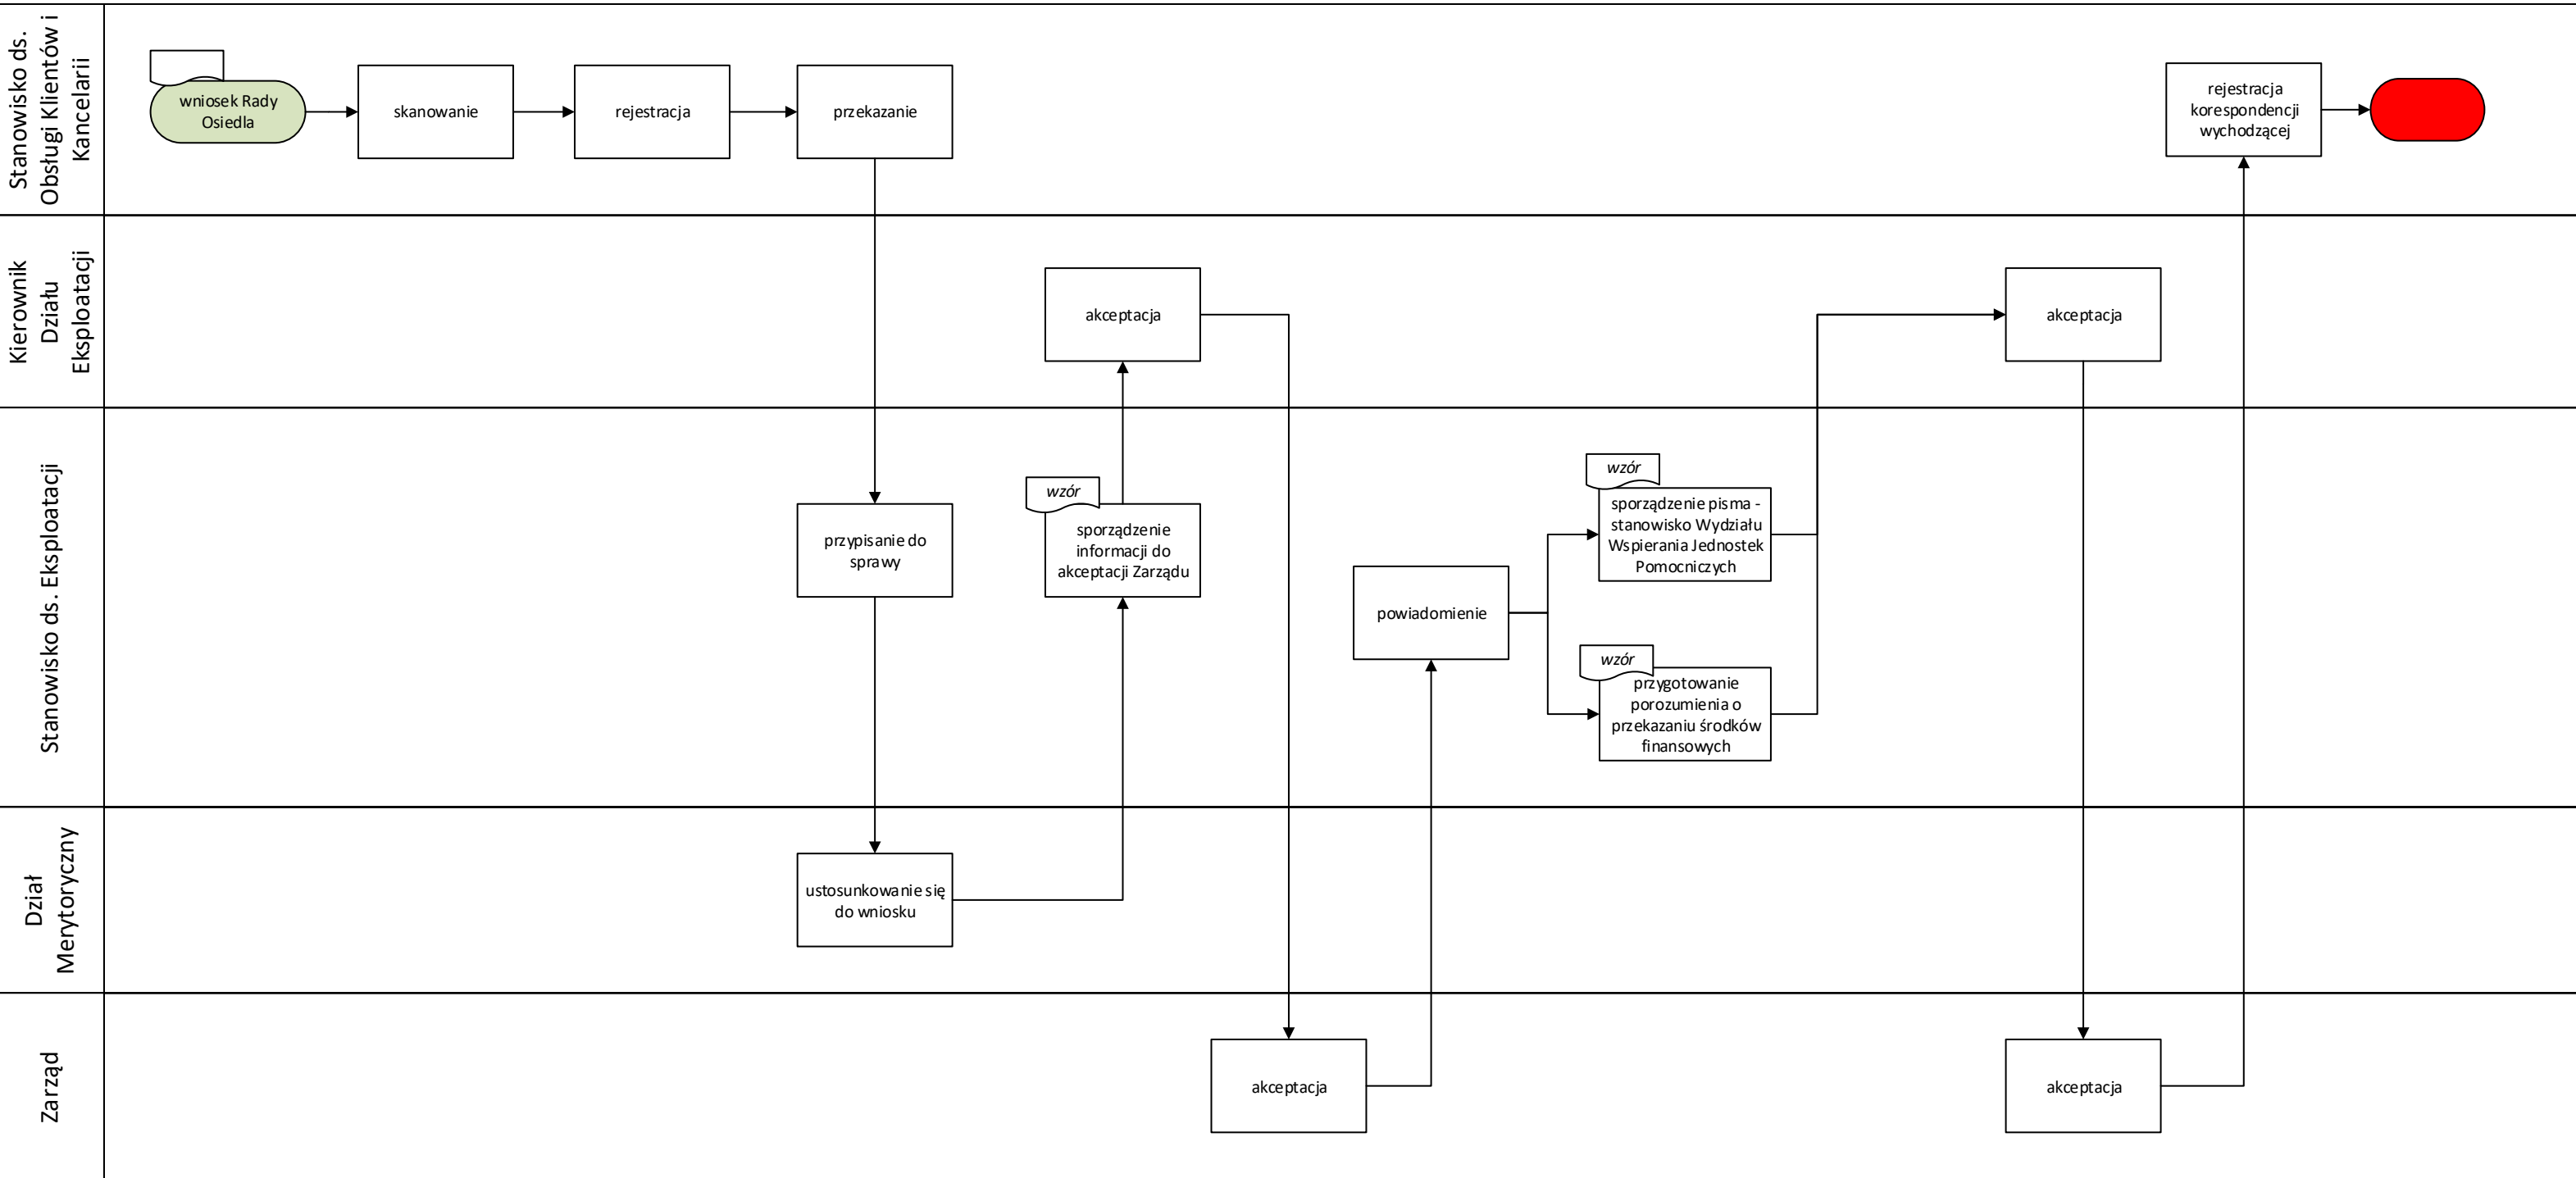 Stanowisko ds.
Obsługi Klientów i
Kancelarii
wniosek Rady
Osiedla
skanowanie
rejestracja
przekazanie
rejestracja
korespondencji
wychodzącej
Kierownik
Działu
Eksploatacji
akceptacja
akceptacja
Stanowisko ds. Eksploatacji
przypisanie do
sprawy
wzór
sporządzenie
informacji do
akceptacji Zarządu
powiadomienie
wzór
sporządzenie pisma -
stanowisko Wydziału
Wspierania Jednostek
Pomocniczych
wzór
przygotowanie
porozumienia o
przekazaniu środków
finansowych
Dział
Merytoryczny
ustosunkowanie się
do wniosku
Zarząd
akceptacja
akceptacja